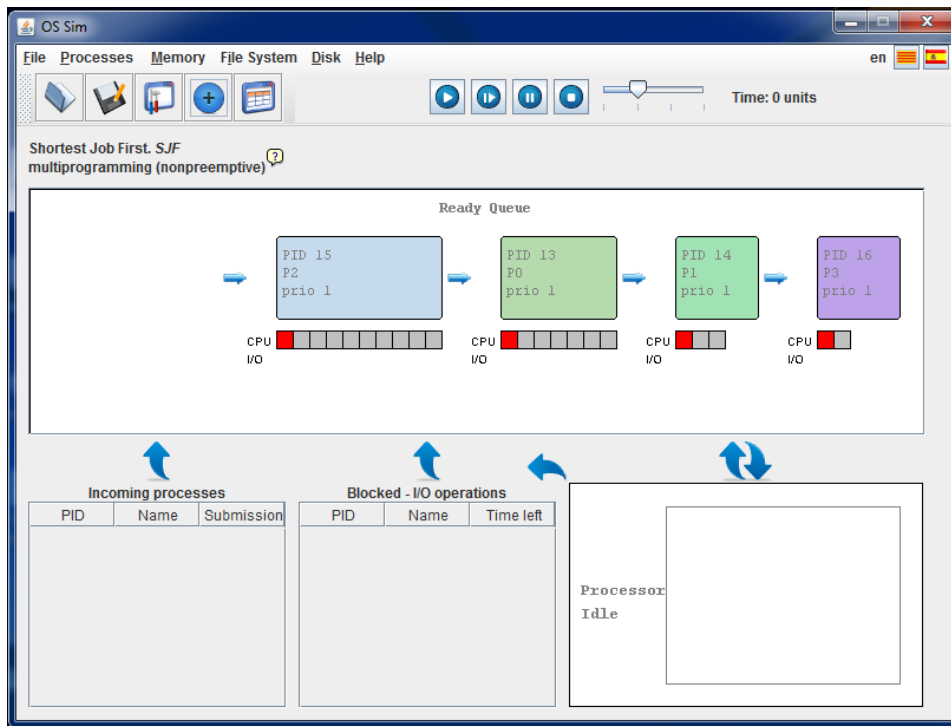 OS Sim
File Processes Memory File System Disk Help
en
Time: 0 units
Shortest Job First. SJF
multiprogramming (nonpreemptive)
?
Ready Queue
PID 15
P2
prio 1
CPU
I/O
PID 13
P0
prio 1
CPU
I/O
PID 14
P1
prio 1
CPU
I/O
PID 16
P3
prio 1
CPU
I/O
Incoming processes
PID Name Submission
Blocked - I/O operations
PID Name Time left
Processor
Idle